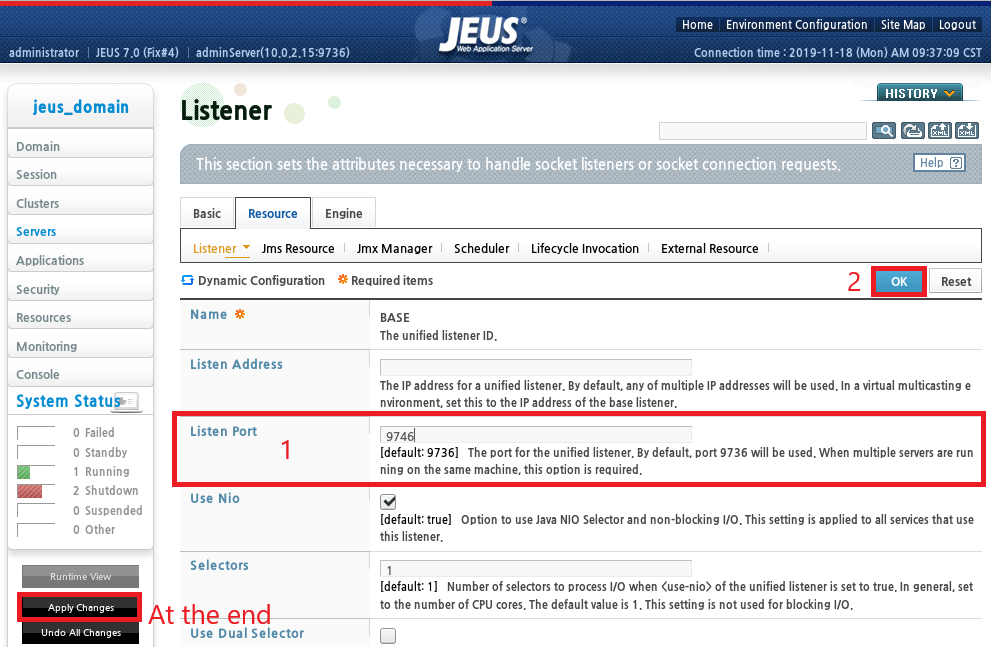 JEUS®
Web Application Server
Home Environment Configuration Site Map Logout
administrator JEUS 7.0 (Fix#4) adminServer(10.0.2.15:9736)
Connection time : 2019-11-18 (Mon) AM 09:37:09 CST
jeus_domain
Domain
Session
Clusters
Servers
Applications
Security
Resources
Monitoring
Console
System Status
0 Failed
0 Standby
1 Running
2 Shutdown
0 Suspended
0 Other
Runtime View
Apply Changes
Undo All Changes
At the end
Listener
HISTORY
XML XML
This section sets the attributes necessary to handle socket listeners or socket connection requests.
Help ?
Basic Resource Engine
Listener Jms Resource Jmx Manager Scheduler Lifecycle Invocation External Resource
Dynamic Configuration Required items
2 OK Reset
Name
BASE
The unified listener ID.
Listen Address
The IP address for a unified listener. By default, any of multiple IP addresses will be used. In a virtual multicasting e
nvironment, set this to the IP address of the base listener.
Listen Port
1
9746
[default: 9736] The port for the unified listener. By default, port 9736 will be used. When multiple servers are run
ning on the same machine, this option is required.
Use Nio
[default: true] Option to use Java NIO Selector and non-blocking I/O. This setting is applied to all services that use
this listener.
Selectors
1
[default: 1] Number of selectors to process I/O when <use-nio> of the unified listener is set to true. In general, set
to the number of CPU cores. The default value is 1. This setting is not used for blocking I/O.
Use Dual Selector